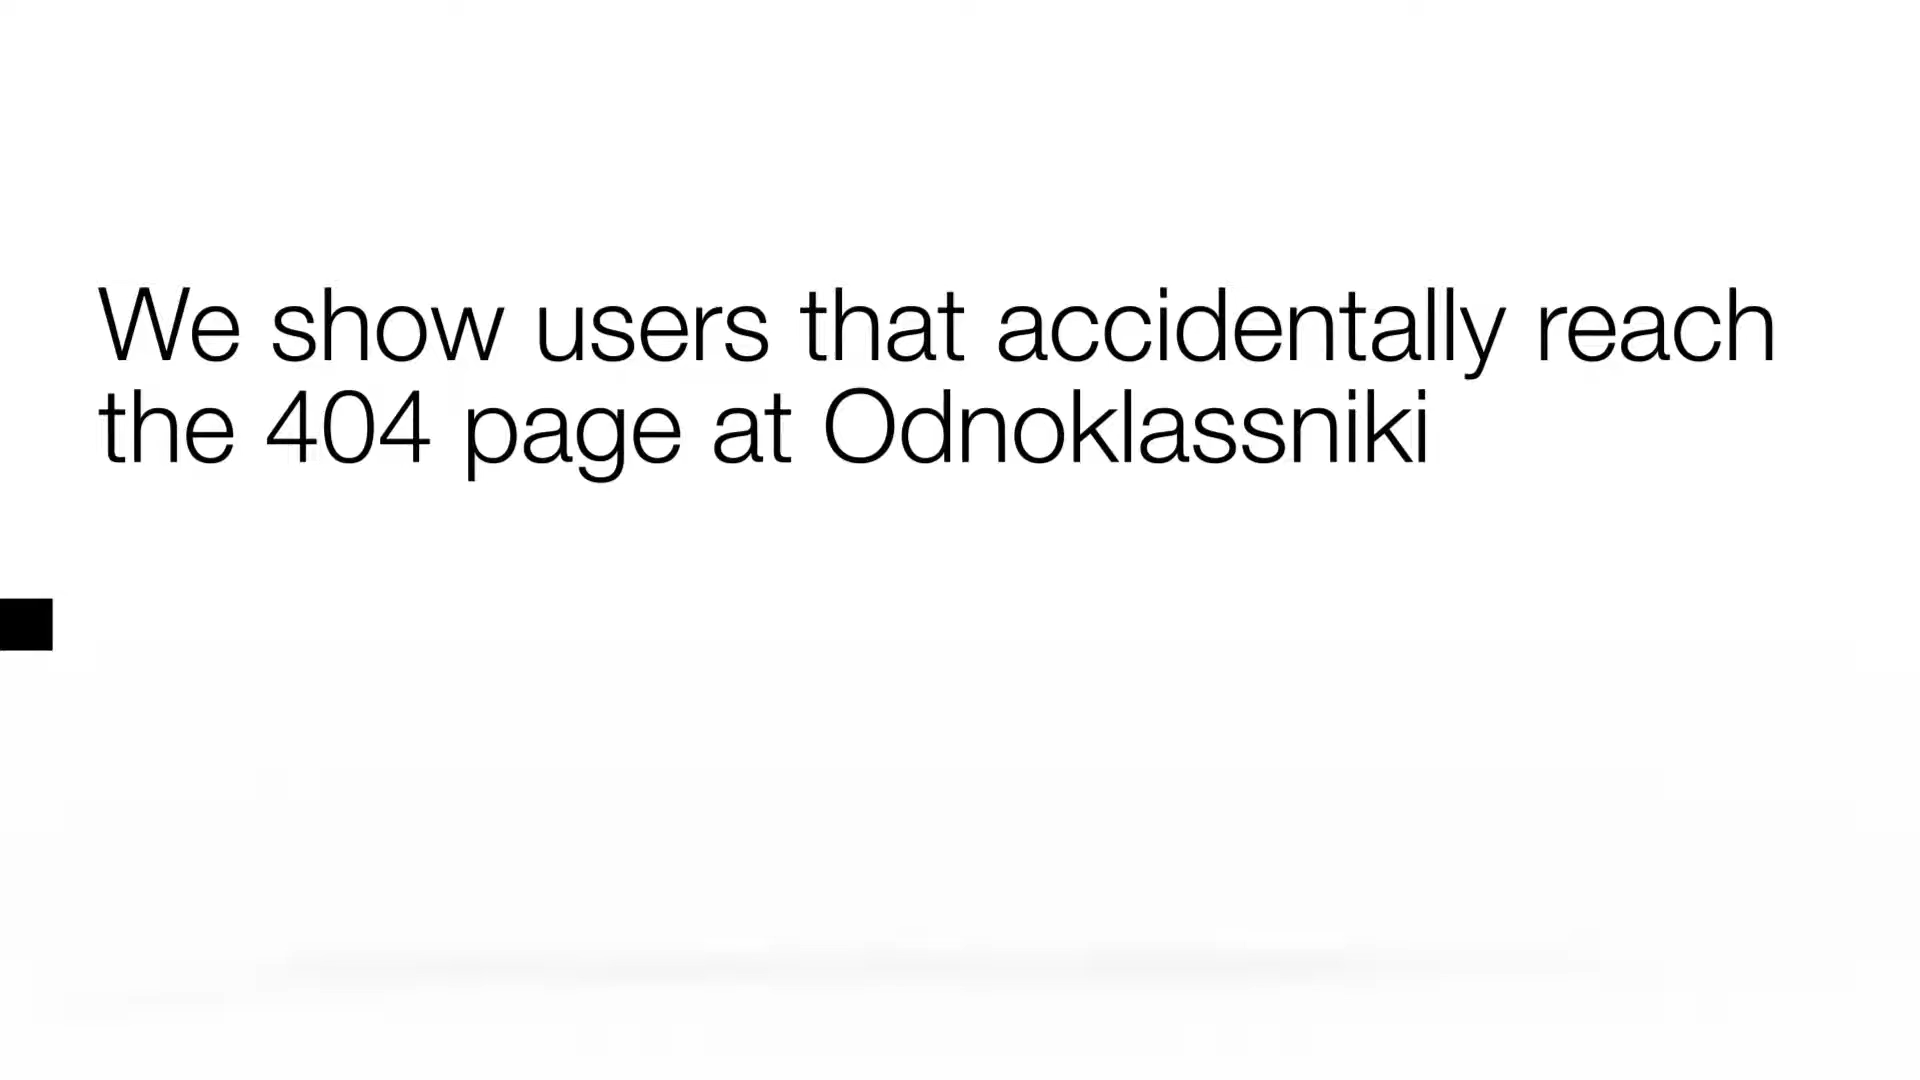 We show users that accidentally reach
the 404 page at Odnoklassniki